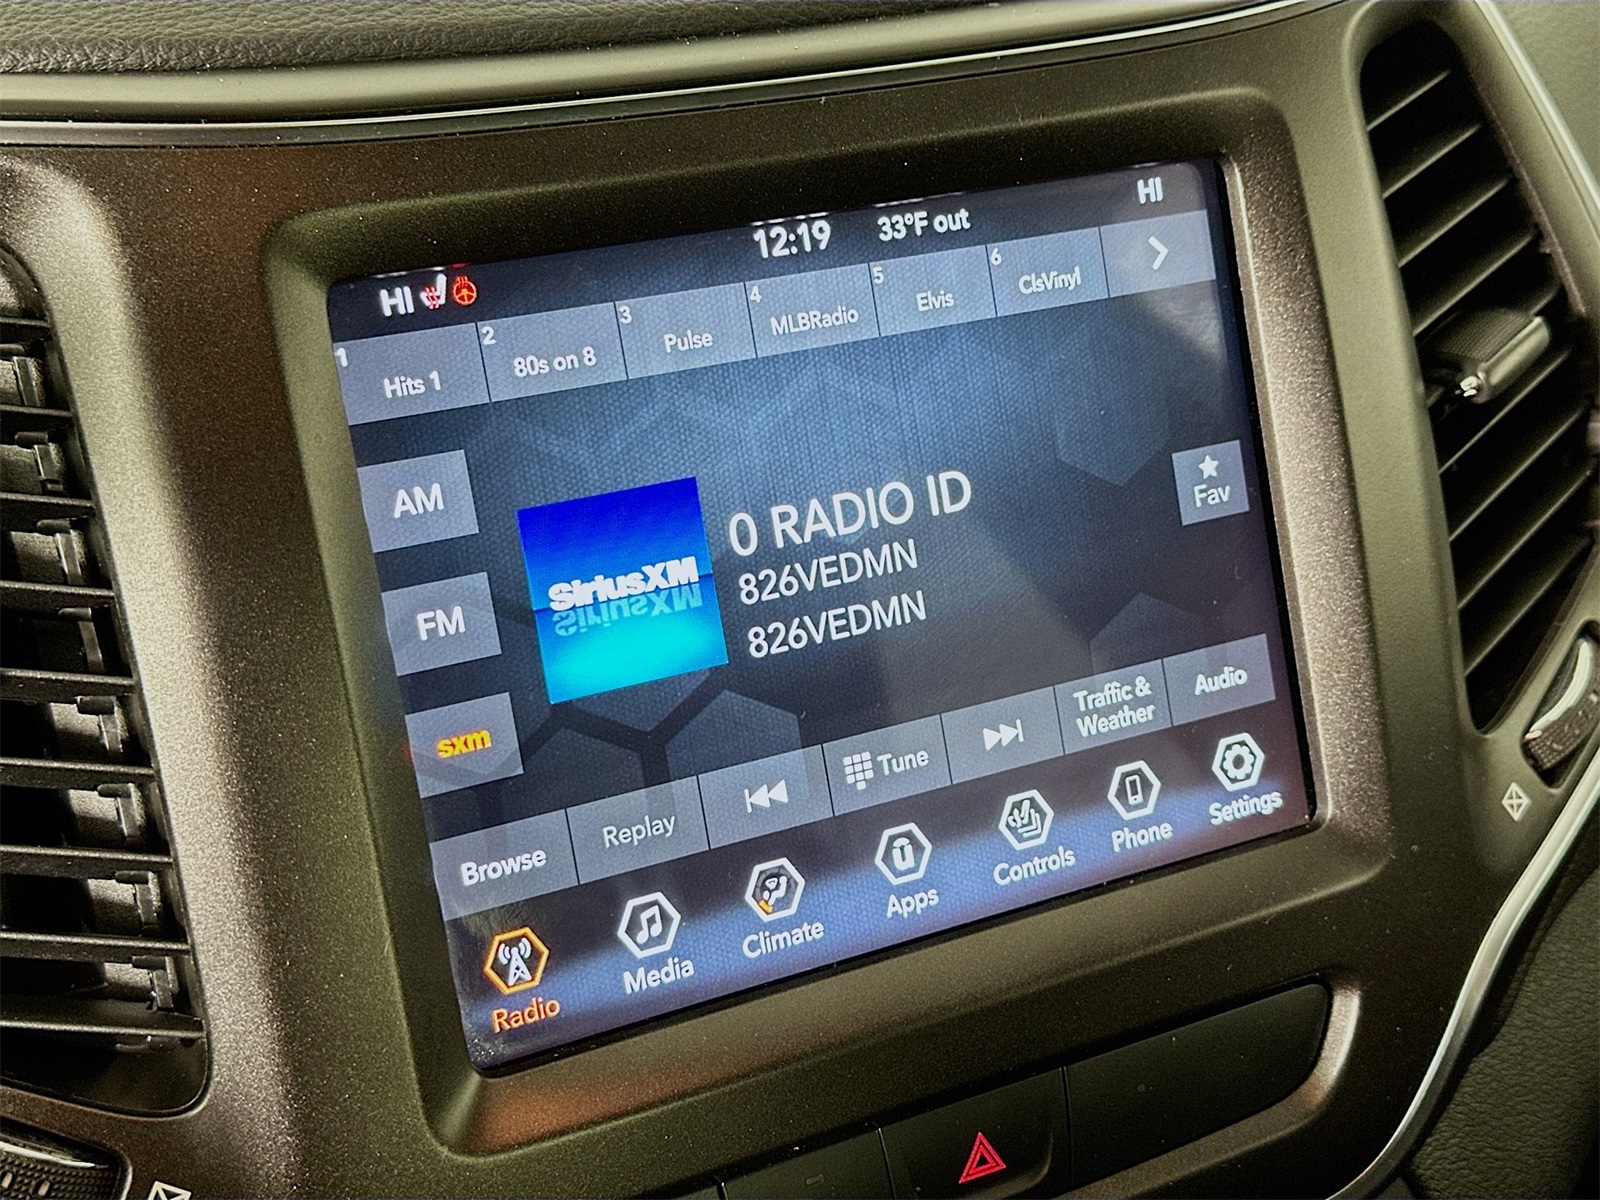 12:19
33°F out
HI
HI
1 Hits 1
2 80s on 8
3 Pulse
4 MLBRadio
5 Elvis
6 ClsVinyl
AM
FM
sxm
SiriusXM
0 RADIO ID
826VEDMN
826VEDMN
Fav
Browse
Replay
Tune
Traffic &
Weather
Audio
Radio
Media
Climate
Apps
Controls
Phone
Settings